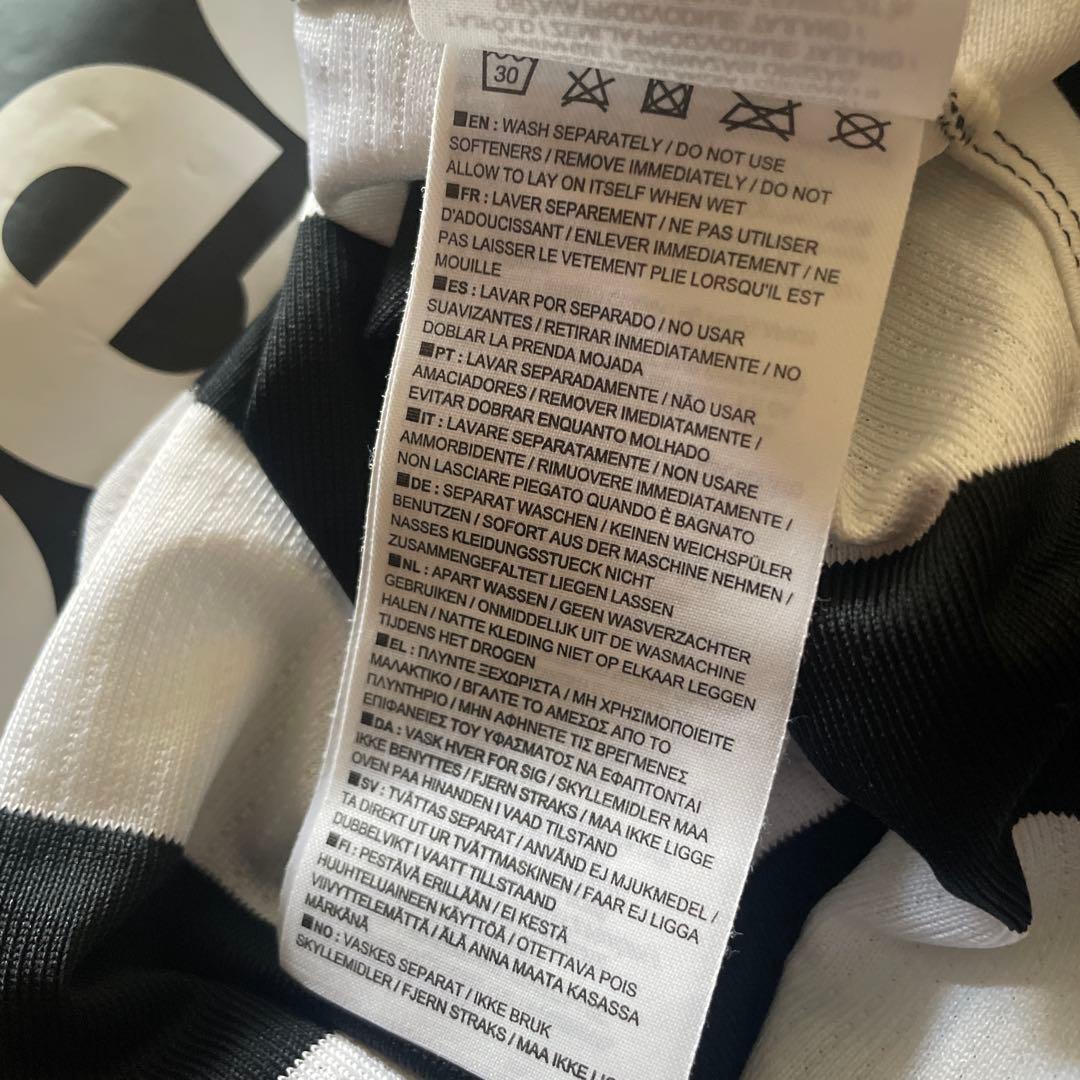 30
EN : WASH SEPARATELY / DO NOT USE
SOFTENERS / REMOVE IMMEDIATELY / DO NOT
ALLOW TO LAY ON ITSELF WHEN WET
FR : LAVER SEPAREMENT / NE PAS UTILISER
D'ADOUCISSANT / ENLEVER IMMEDIATEMENT / NE
PAS LAISSER LE VETEMENT PLIE LORSQU'IL EST
MOUILLE
ES : LAVAR POR SEPARADO / NO USAR
SUAVIZANTES / RETIRAR INMEDIATAMENTE / NO
DOBLAR LA PRENDA MOJADA
PT : LAVAR SEPARADAMENTE / NÃO USAR
AMACIADORES / REMOVER IMEDIATAMENTE /
EVITAR DOBRAR ENQUANTO MOLHADO
IT : LAVARE SEPARATAMENTE / NON USARE
AMMORBIDENTE / RIMUOVERE IMMEDIATAMENTE /
NON LASCIARE PIEGATO QUANDO È BAGNATO
DE : SEPARAT WASCHEN / KEINEN WEICHSPÜLER
BENUTZEN / SOFORT AUS DER MASCHINE NEHMEN /
NASSES KLEIDUNGSSTUECK NICHT
ZUSAMMENGEFALTET LIEGEN LASSEN
NL : APART WASSEN / GEEN WASVERZACHTER
GEBRUIKEN / ONMIDDELIJK UIT DE WASMACHINE
HALEN / NATTE KLEDING NIET OP ELKAAR LEGGEN
TIJDENS HET DROGEN
EL : ΠΛΥΝΤΕ ΞΕΧΩΡΙΣΤΑ / ΜΗ ΧΡΗΣΙΜΟΠΟΙΕΙΤΕ
ΜΑΛΑΚΤΙΚΟ / ΒΓΑΛΤΕ ΤΟ ΑΜΕΣΩΣ ΑΠΟ ΤΟ
ΠΛΥΝΤΗΡΙΟ / ΜΗΝ ΑΦΗΝΕΤΕ ΤΙΣ ΒΡΕΓΜΕΝΕΣ
ΕΠΙΦΑΝΕΙΕΣ ΤΟΥ ΥΦΑΣΜΑΤΟΣ ΝΑ ΕΦΑΠΤΟΝΤΑΙ
DA : VASK HVER FOR SIG / SKYLLEMIDLER MAA
IKKE BENYTTES / FJERN STRAKS / MAA IKKE LIGGE
OVEN PAA HINANDEN I VAAD TILSTAND
SV : TVÄTTAS SEPARAT / ANVÄND EJ MJUKMEDEL /
TA DIREKT UT UR TVÄTTMASKINEN / FAAR EJ LIGGA
DUBBELVIKT I VAATT TILLSTAND
FI : PESTÄVÄ ERILLÄÄN / EI KESTÄ
HUUHTELUAINEEN KÄYTTÖÄ / OTETTAVA POIS
VIIVYTTELEMÄTTÄ / ÄLÄ ANNA MAATA KASASSA
MÄRKÄNÄ
NO : VASKES SEPARAT / IKKE BRUK
SKYLLEMIDLER / FJERN STRAKS / MAA IKKE